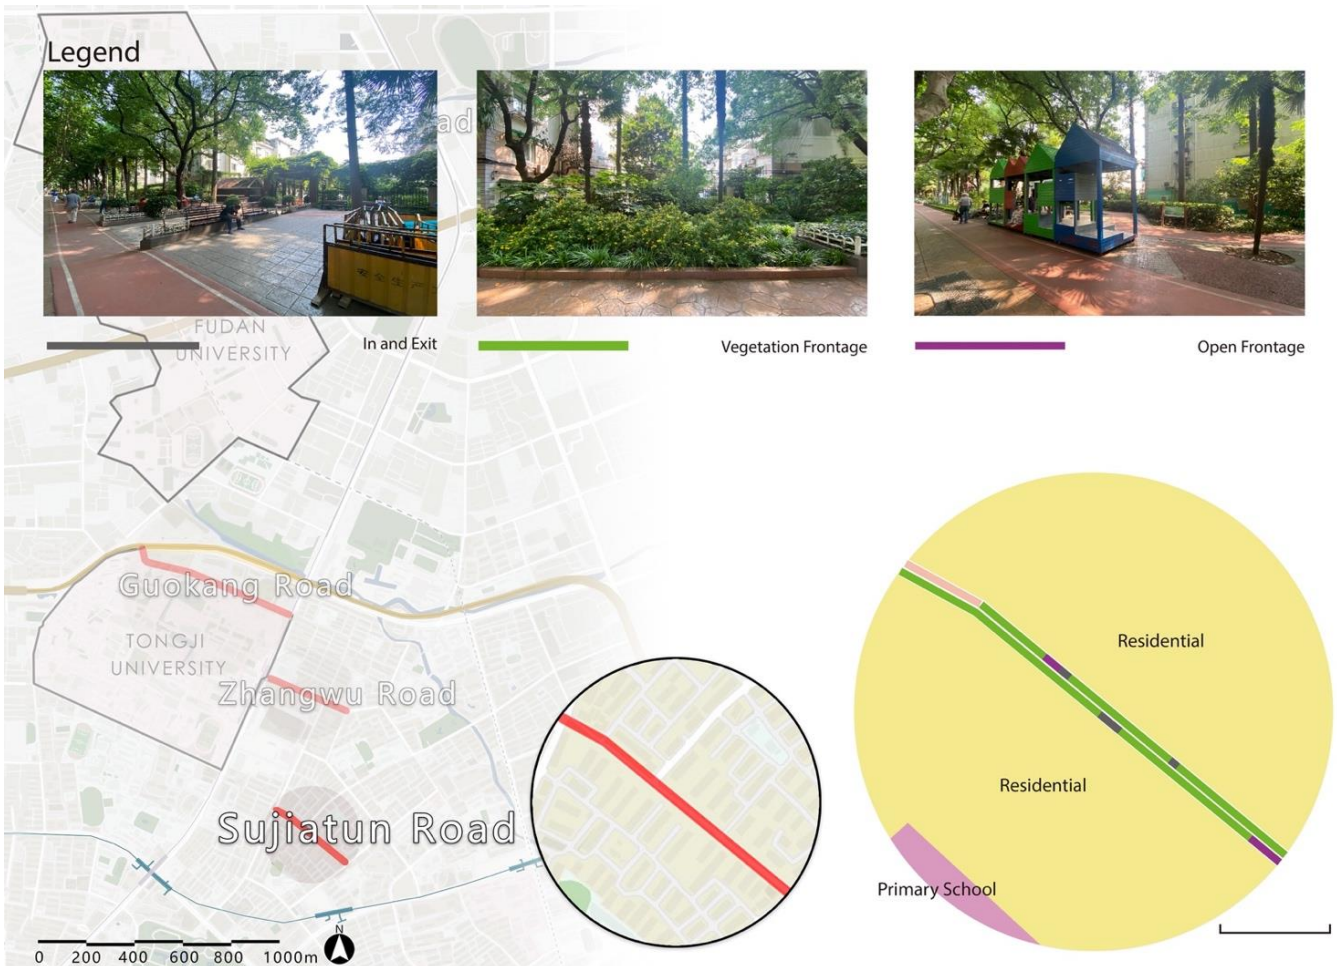 Legend
ad
In and Exit
Vegetation Frontage
Open Frontage
FUDAN
UNIVERSITY
Guokang Road
TONGJI
UNIVERSITY
Zhangwu Road
Sujiatun Road
Residential
Residential
Primary School
N
0 200 400 600 800 1000m